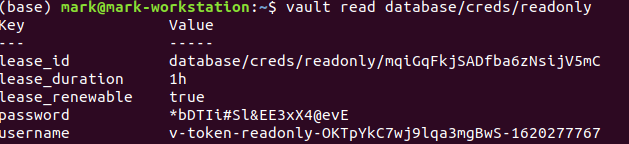 (base) mark@mark-workstation:~$ vault read database/creds/readonly
Key Value
--- -----
lease_id database/creds/readonly/mqiGqFkjSADfba6zNsijV5mC
lease_duration 1h
lease_renewable true
password *bDTIi#Sl&EE3xX4@evE
username v-token-readonly-OKTpYkC7wj9lqa3mgBwS-1620277767